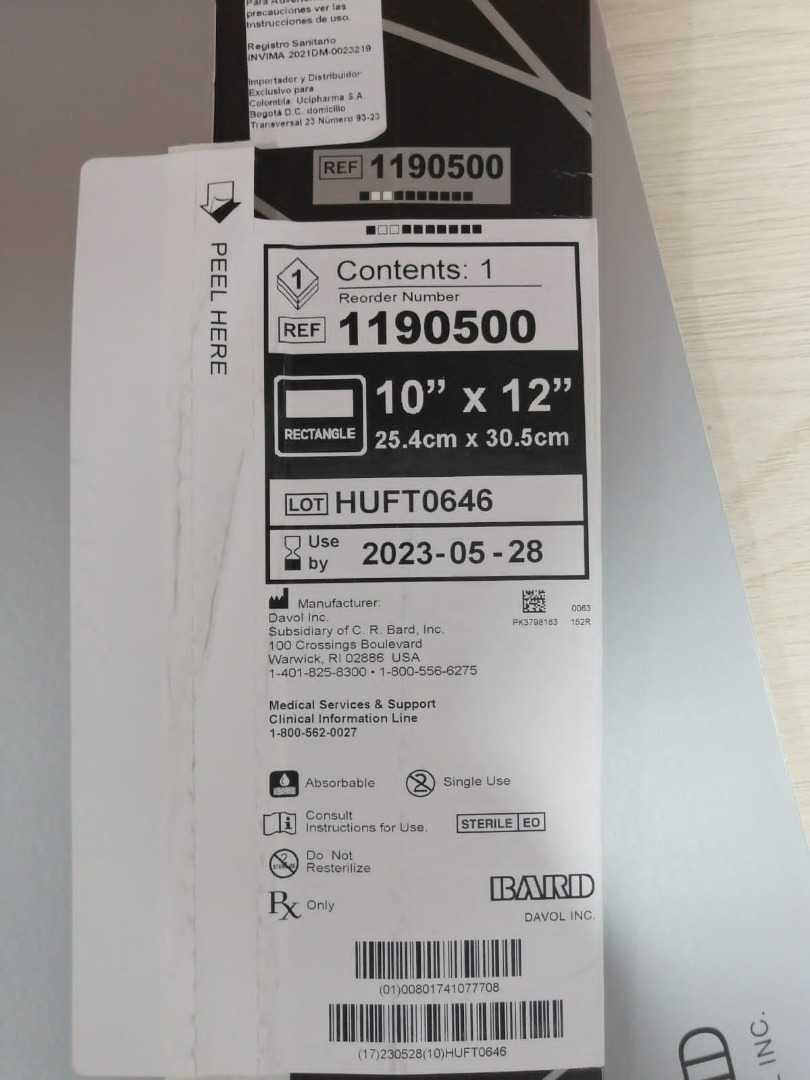 precauciones ver las
Instrucciones de uso.
Registro Sanitario
INVIMA 2021DM-0023219
Importador y Distribuidor
Exclusivo para
Colombia: Ucipharma S.A.
Bogotá D.C. domicilio
Transversal 23 Número 93-23
REF 1190500
PEEL HERE
1
Contents: 1
Reorder Number
REF 1190500
RECTANGLE
10” x 12”
25.4cm x 30.5cm
LOT HUFT0646
Use by 2023-05-28
Manufacturer:
Davol Inc.
Subsidiary of C. R. Bard, Inc.
100 Crossings Boulevard
Warwick, RI 02886 USA
1-401-825-8300 • 1-800-556-6275
PK3798183
0063
152R
Medical Services & Support
Clinical Information Line
1-800-562-0027
Absorbable
2 Single Use
Consult
Instructions for Use.
STERILE EO
Do Not
Resterilize
Rx Only
BARD
DAVOL INC.
(01)00801741077708
(17)230528(10)HUFT0646
INC.